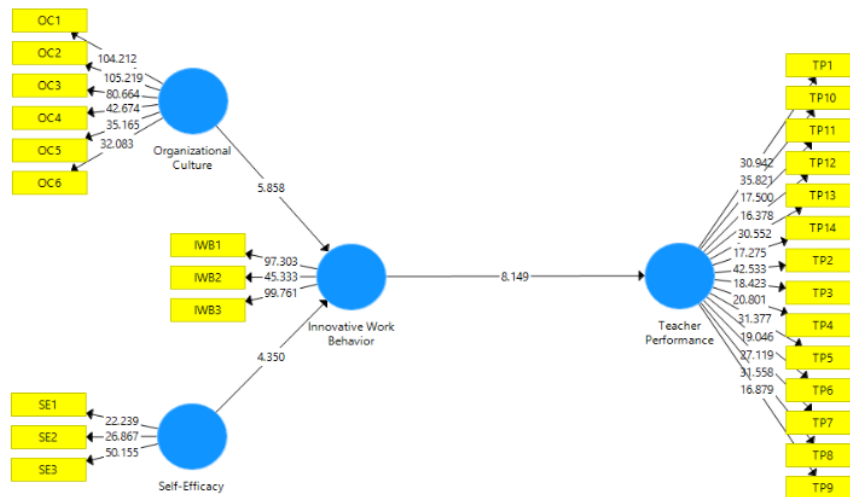 OC1
OC2
OC3
OC4
OC5
OC6
104.212
105.219
80.664
42.674
35.165
32.083
Organizational
Culture
5.858
IWB1
IWB2
IWB3
97.303
45.333
99.761
Innovative Work
Behavior
8.149
4.350
SE1
SE2
SE3
22.239
26.867
50.155
Self-Efficacy
Teacher
Performance
30.942
35.821
17.500
16.378
30.552
17.275
42.533
18.423
20.801
31.377
19.046
27.119
31.558
16.879
TP1
TP10
TP11
TP12
TP13
TP14
TP2
TP3
TP4
TP5
TP6
TP7
TP8
TP9